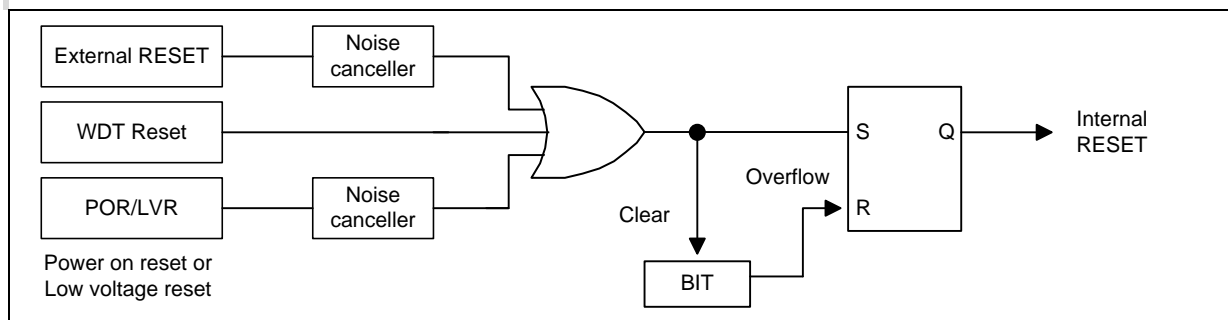 External RESET
Noise
canceller
WDT Reset
POR/LVR
Noise
canceller
Power on reset or
Low voltage reset
Clear
BIT
Overflow
S
Q
R
Internal
RESET